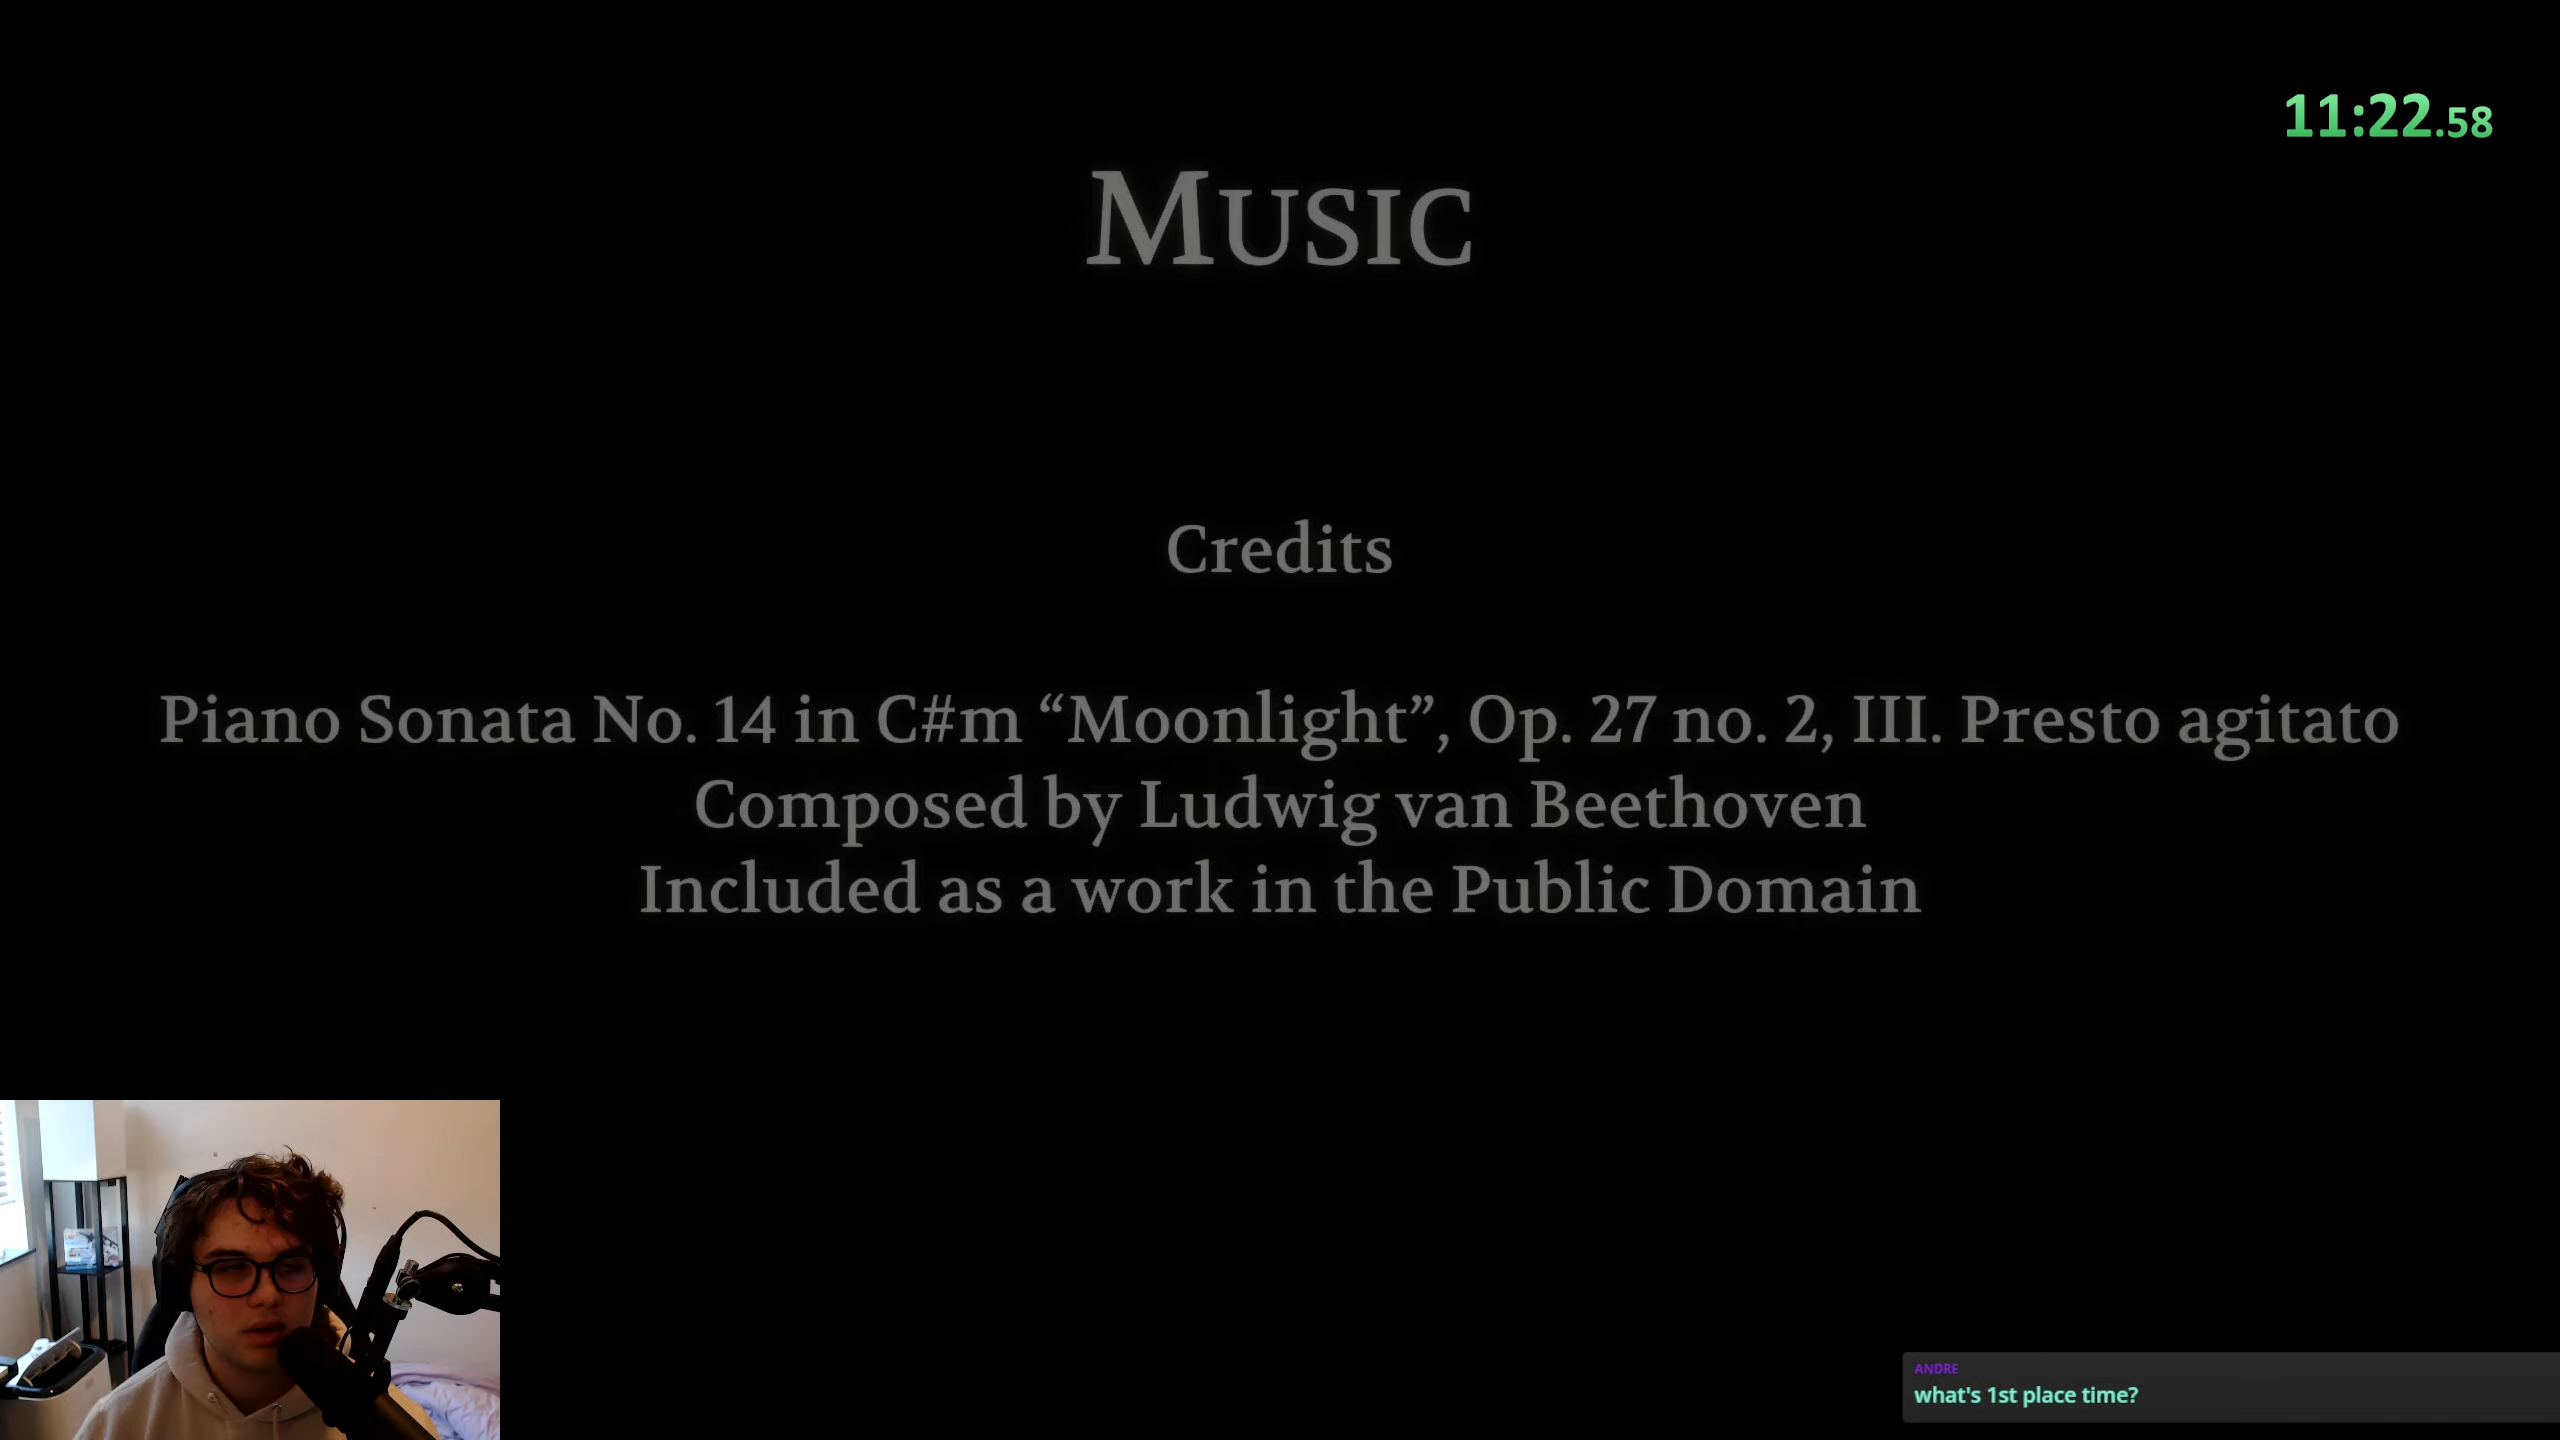 11:22.58
MUSIC
Credits
Piano Sonata No. 14 in C#m “Moonlight”, Op. 27 no. 2, III. Presto agitato
Composed by Ludwig van Beethoven
Included as a work in the Public Domain
ANDRE
what's 1st place time?